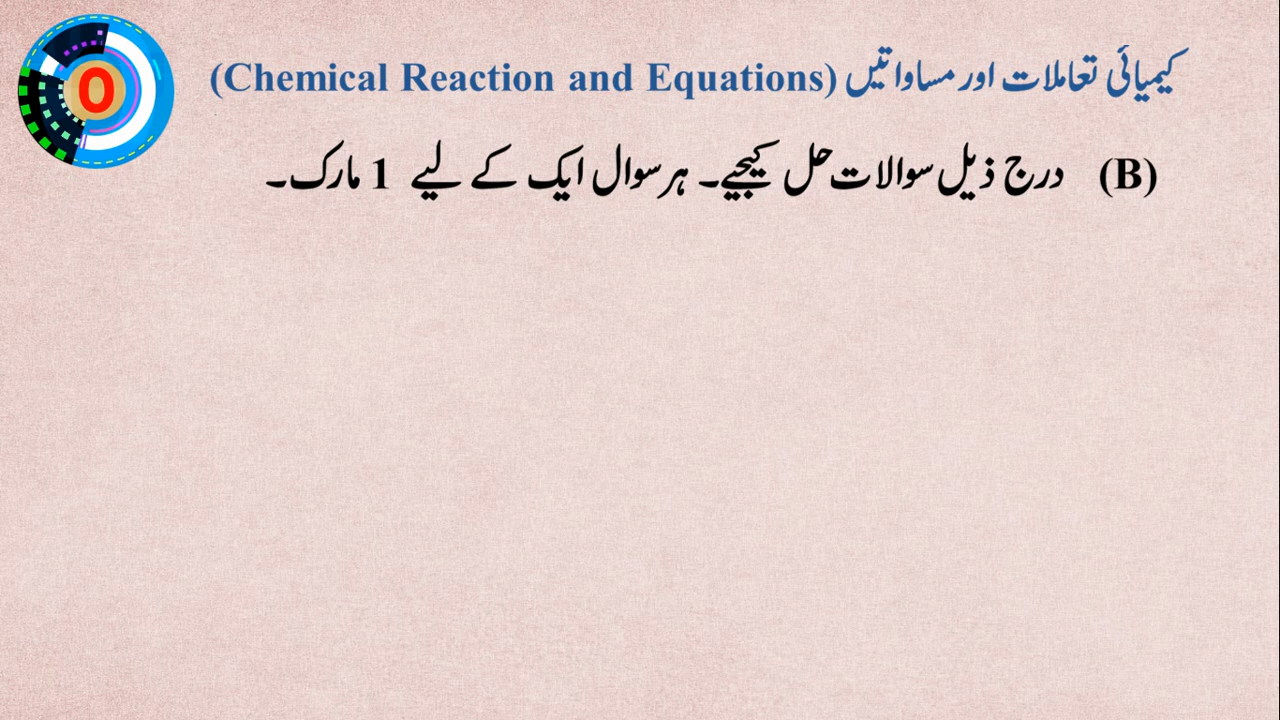 کیمیائی تعاملات اور مساواتیں (Chemical Reaction and Equations)
(B) درج ذیل سوالات حل کیجیے۔ ہر سوال ایک کے لیے 1 مارک۔
0